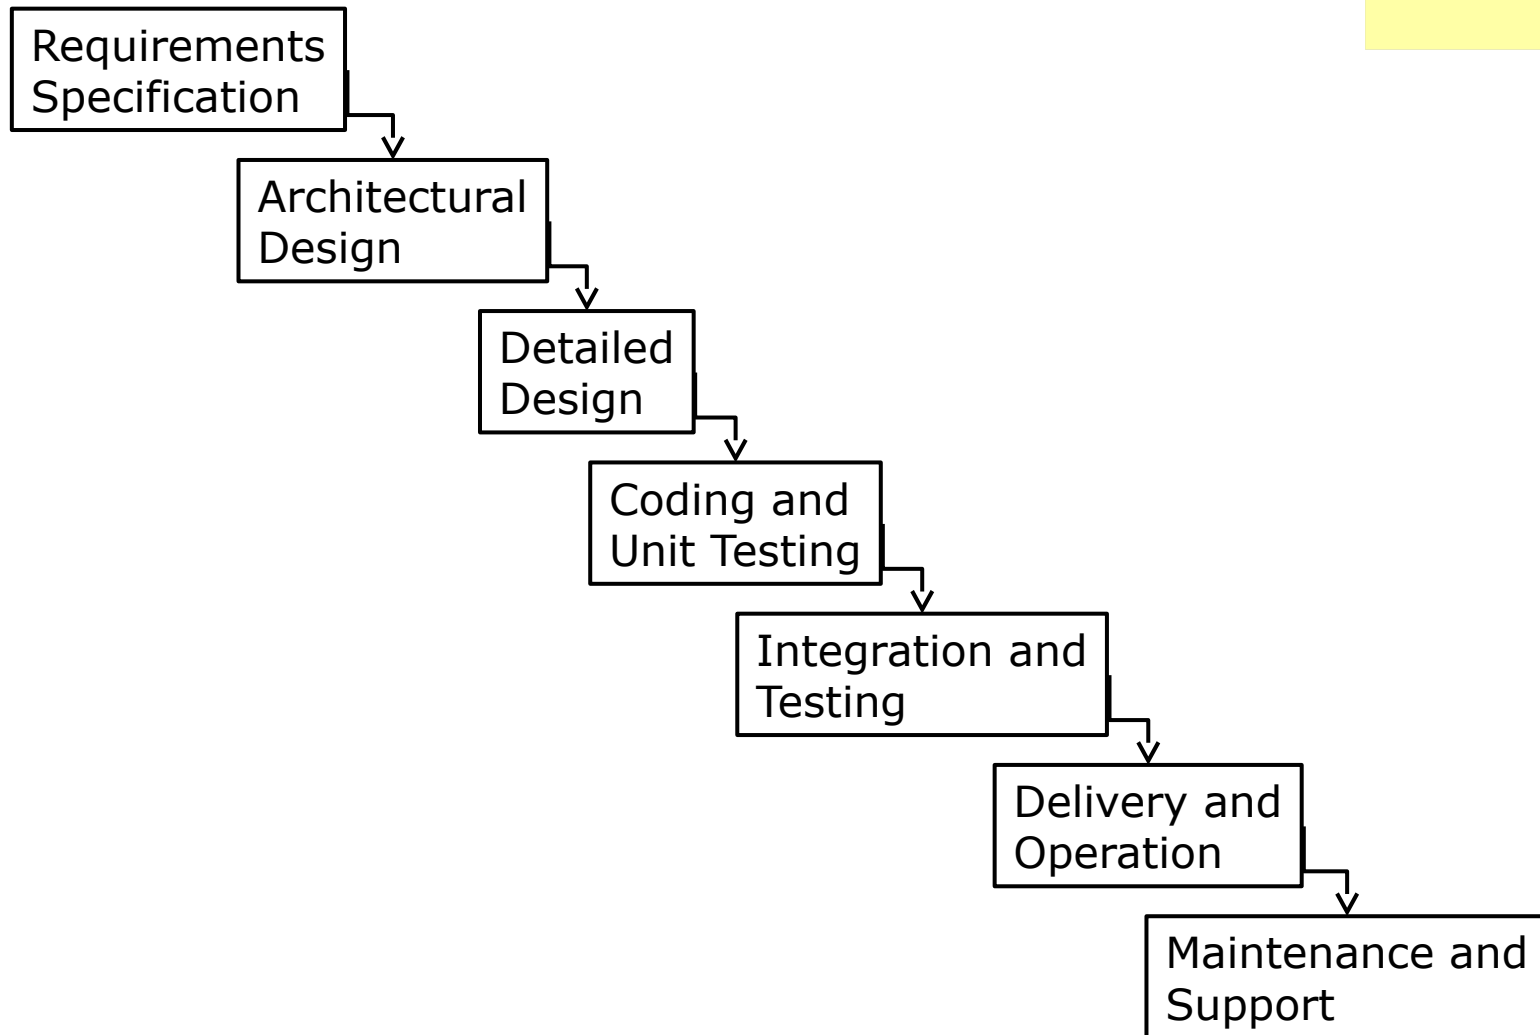 Requirements
Specification
Architectural
Design
Detailed
Design
Coding and
Unit Testing
Integration and
Testing
Delivery and
Operation
Maintenance and
Support